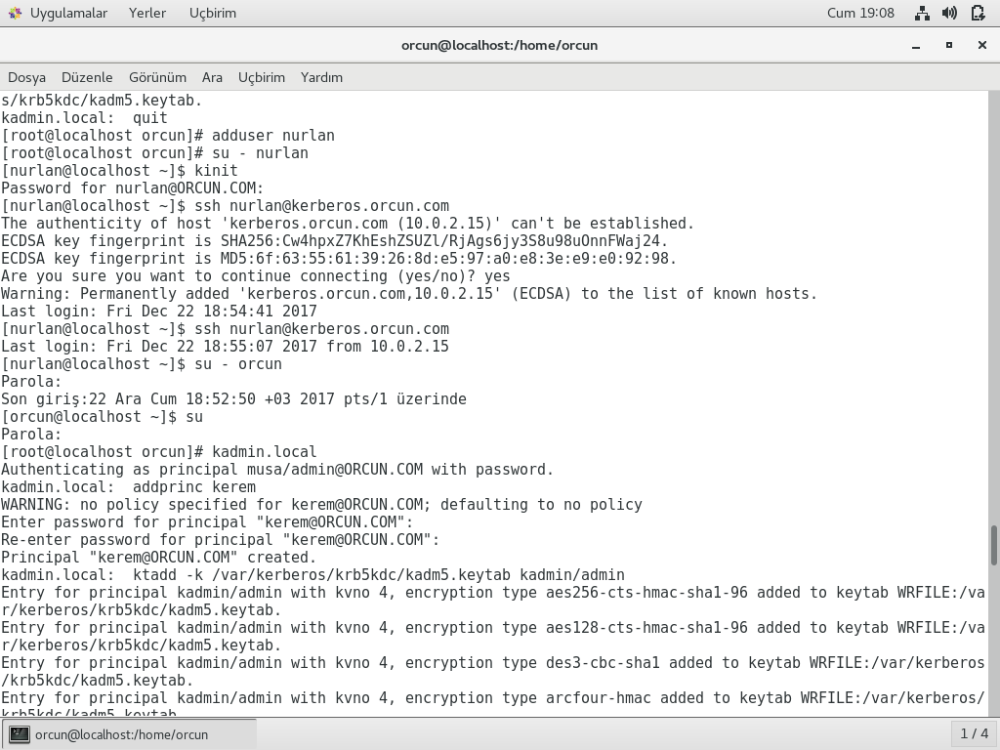 Uygulamalar Yerler Uçbirim Cum 19:08
orcun@localhost:/home/orcun
Dosya Düzenle Görünüm Ara Uçbirim Yardım
s/krb5kdc/kadm5.keytab.
kadmin.local:  quit
[root@localhost orcun]# adduser nurlan
[root@localhost orcun]# su - nurlan
[nurlan@localhost ~]$ kinit
Password for nurlan@ORCUN.COM:
[nurlan@localhost ~]$ ssh nurlan@kerberos.orcun.com
The authenticity of host 'kerberos.orcun.com (10.0.2.15)' can't be established.
ECDSA key fingerprint is SHA256:Cw4hpxZ7KhEshZSUZl/RjAgs6jy3S8u98uOnnFWaj24.
ECDSA key fingerprint is MD5:6f:63:55:61:39:26:8d:e5:97:a0:e8:3e:e9:e0:92:98.
Are you sure you want to continue connecting (yes/no)? yes
Warning: Permanently added 'kerberos.orcun.com,10.0.2.15' (ECDSA) to the list of known hosts.
Last login: Fri Dec 22 18:54:41 2017
[nurlan@localhost ~]$ ssh nurlan@kerberos.orcun.com
Last login: Fri Dec 22 18:55:07 2017 from 10.0.2.15
[nurlan@localhost ~]$ su - orcun
Parola:
Son giriş:22 Ara Cum 18:52:50 +03 2017 pts/1 üzerinde
[orcun@localhost ~]$ su
Parola:
[root@localhost orcun]# kadmin.local
Authenticating as principal musa/admin@ORCUN.COM with password.
kadmin.local:  addprinc kerem
WARNING: no policy specified for kerem@ORCUN.COM; defaulting to no policy
Enter password for principal "kerem@ORCUN.COM":
Re-enter password for principal "kerem@ORCUN.COM":
Principal "kerem@ORCUN.COM" created.
kadmin.local:  ktadd -k /var/kerberos/krb5kdc/kadm5.keytab kadmin/admin
Entry for principal kadmin/admin with kvno 4, encryption type aes256-cts-hmac-sha1-96 added to keytab WRFILE:/va
r/kerberos/krb5kdc/kadm5.keytab.
Entry for principal kadmin/admin with kvno 4, encryption type aes128-cts-hmac-sha1-96 added to keytab WRFILE:/va
r/kerberos/krb5kdc/kadm5.keytab.
Entry for principal kadmin/admin with kvno 4, encryption type des3-cbc-sha1 added to keytab WRFILE:/var/kerberos
/krb5kdc/kadm5.keytab.
Entry for principal kadmin/admin with kvno 4, encryption type arcfour-hmac added to keytab WRFILE:/var/kerberos/
krb5kdc/kadm5.keytab.
orcun@localhost:/home/orcun 1 / 4